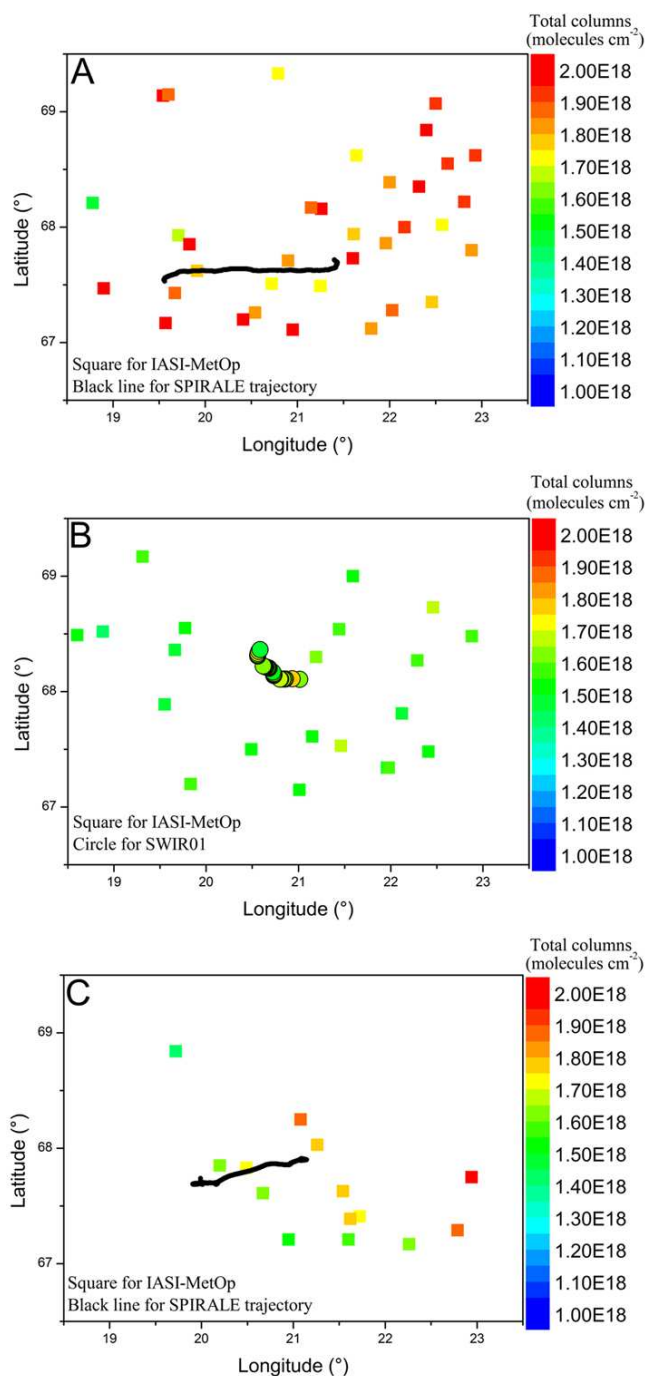 Total columns
(molecules cm-2)
A
69
68
67
Latitude (°)
2.00E18
1.90E18
1.80E18
1.70E18
1.60E18
1.50E18
1.40E18
1.30E18
1.20E18
1.10E18
1.00E18
Square for IASI-MetOp
Black line for SPIRALE trajectory
19 20 21 22 23
Longitude (°)
Total columns
(molecules cm-2)
B
69
68
67
Latitude (°)
2.00E18
1.90E18
1.80E18
1.70E18
1.60E18
1.50E18
1.40E18
1.30E18
1.20E18
1.10E18
1.00E18
Square for IASI-MetOp
Circle for SWIR01
19 20 21 22 23
Longitude (°)
Total columns
(molecules cm-2)
C
69
68
67
Latitude (°)
2.00E18
1.90E18
1.80E18
1.70E18
1.60E18
1.50E18
1.40E18
1.30E18
1.20E18
1.10E18
1.00E18
Square for IASI-MetOp
Black line for SPIRALE trajectory
19 20 21 22 23
Longitude (°)